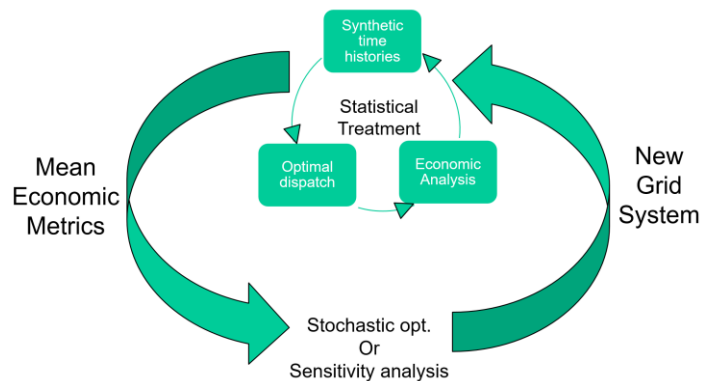 Synthetic
time
histories
Statistical
Treatment
Optimal
dispatch
Economic
Analysis
Mean
Economic
Metrics
New
Grid
System
Stochastic opt.
Or
Sensitivity analysis